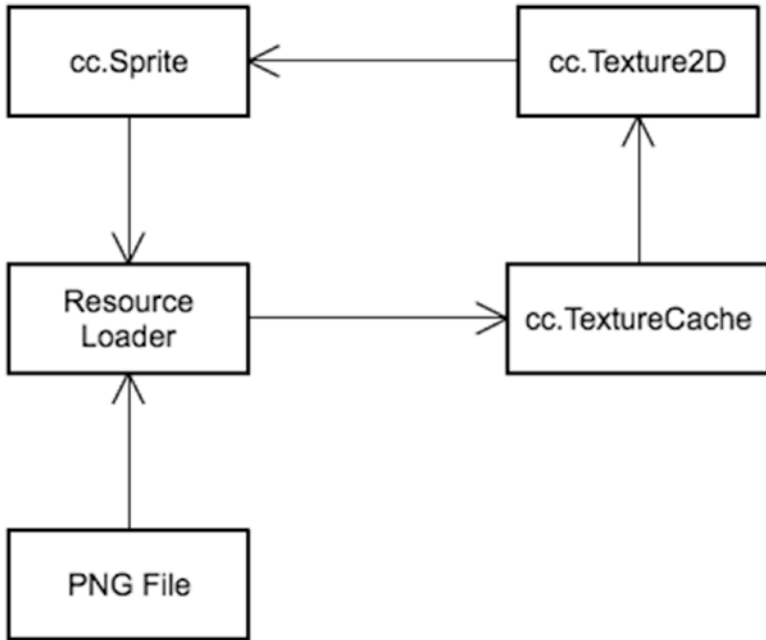 cc.Sprite
cc.Texture2D
Resource
Loader
cc.TextureCache
PNG File